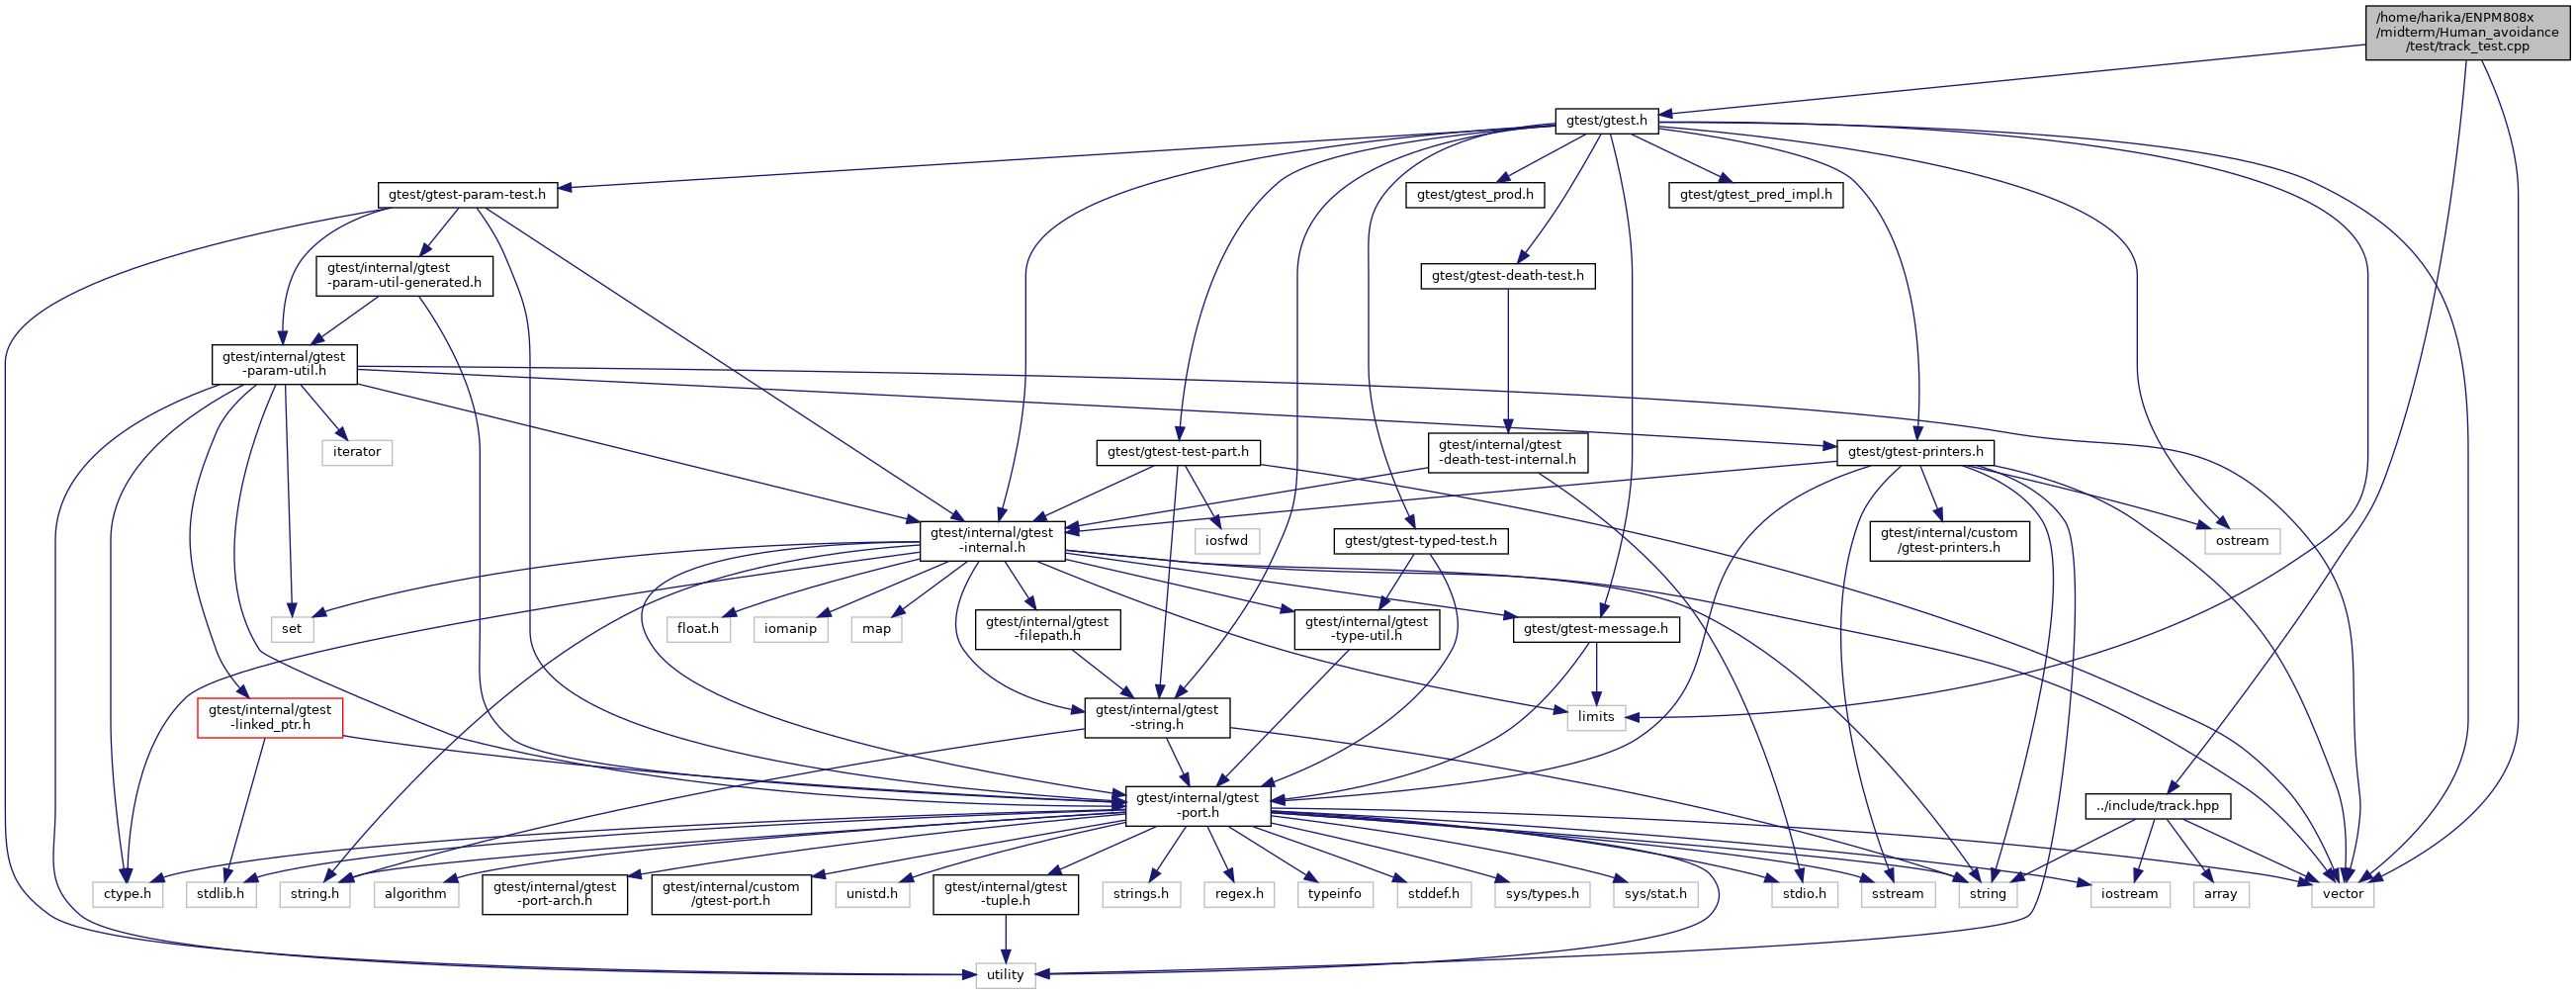 /home/harika/ENPM808x
/midterm/Human_avoidance
/test/track_test.cpp
gtest/gtest.h
gtest/gtest-param-test.h
gtest/gtest_prod.h
gtest/gtest_pred_impl.h
gtest/internal/gtest
-param-util-generated.h
gtest/gtest-death-test.h
gtest/internal/gtest
-param-util.h
iterator
gtest/gtest-test-part.h
gtest/internal/gtest
-death-test-internal.h
gtest/gtest-printers.h
gtest/internal/gtest
-internal.h
iosfwd
gtest/gtest-typed-test.h
gtest/internal/custom
/gtest-printers.h
ostream
set
float.h
iomanip
map
gtest/internal/gtest
-filepath.h
gtest/internal/gtest
-type-util.h
gtest/gtest-message.h
gtest/internal/gtest
-linked_ptr.h
gtest/internal/gtest
-string.h
limits
gtest/internal/gtest
-port.h
../include/track.hpp
ctype.h
stdlib.h
string.h
algorithm
gtest/internal/gtest
-port-arch.h
gtest/internal/custom
/gtest-port.h
unistd.h
gtest/internal/gtest
-tuple.h
strings.h
regex.h
typeinfo
stddef.h
sys/types.h
sys/stat.h
stdio.h
sstream
string
iostream
array
vector
utility